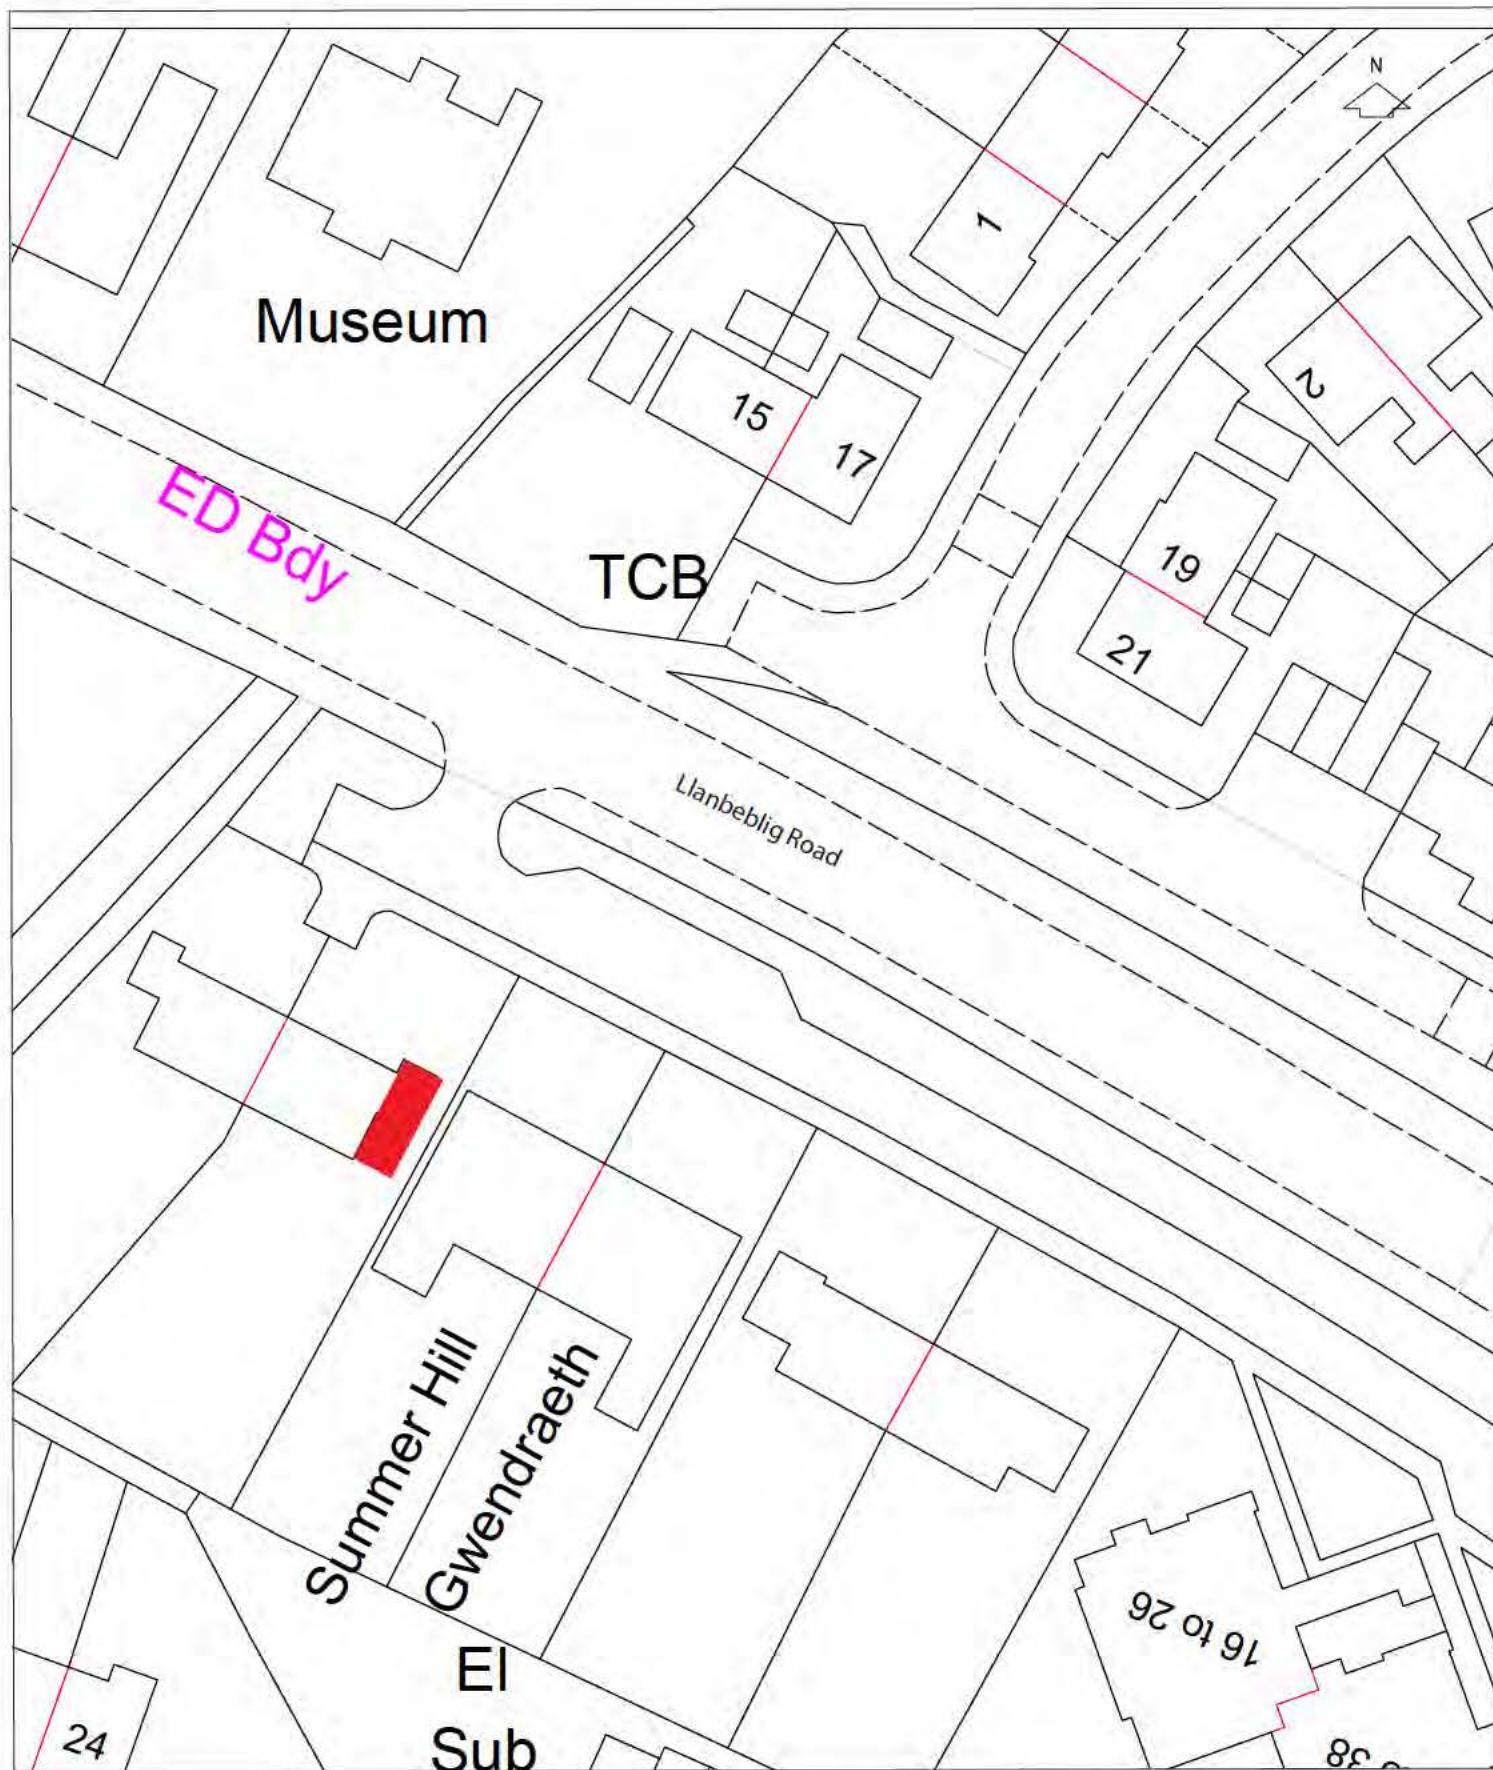 N
1
Museum
2
15
17
ED Bdy
TCB
19
21
Llanbeblig Road
Summer Hill
Gwendraeth
16 to 26
El
Sub
24
38